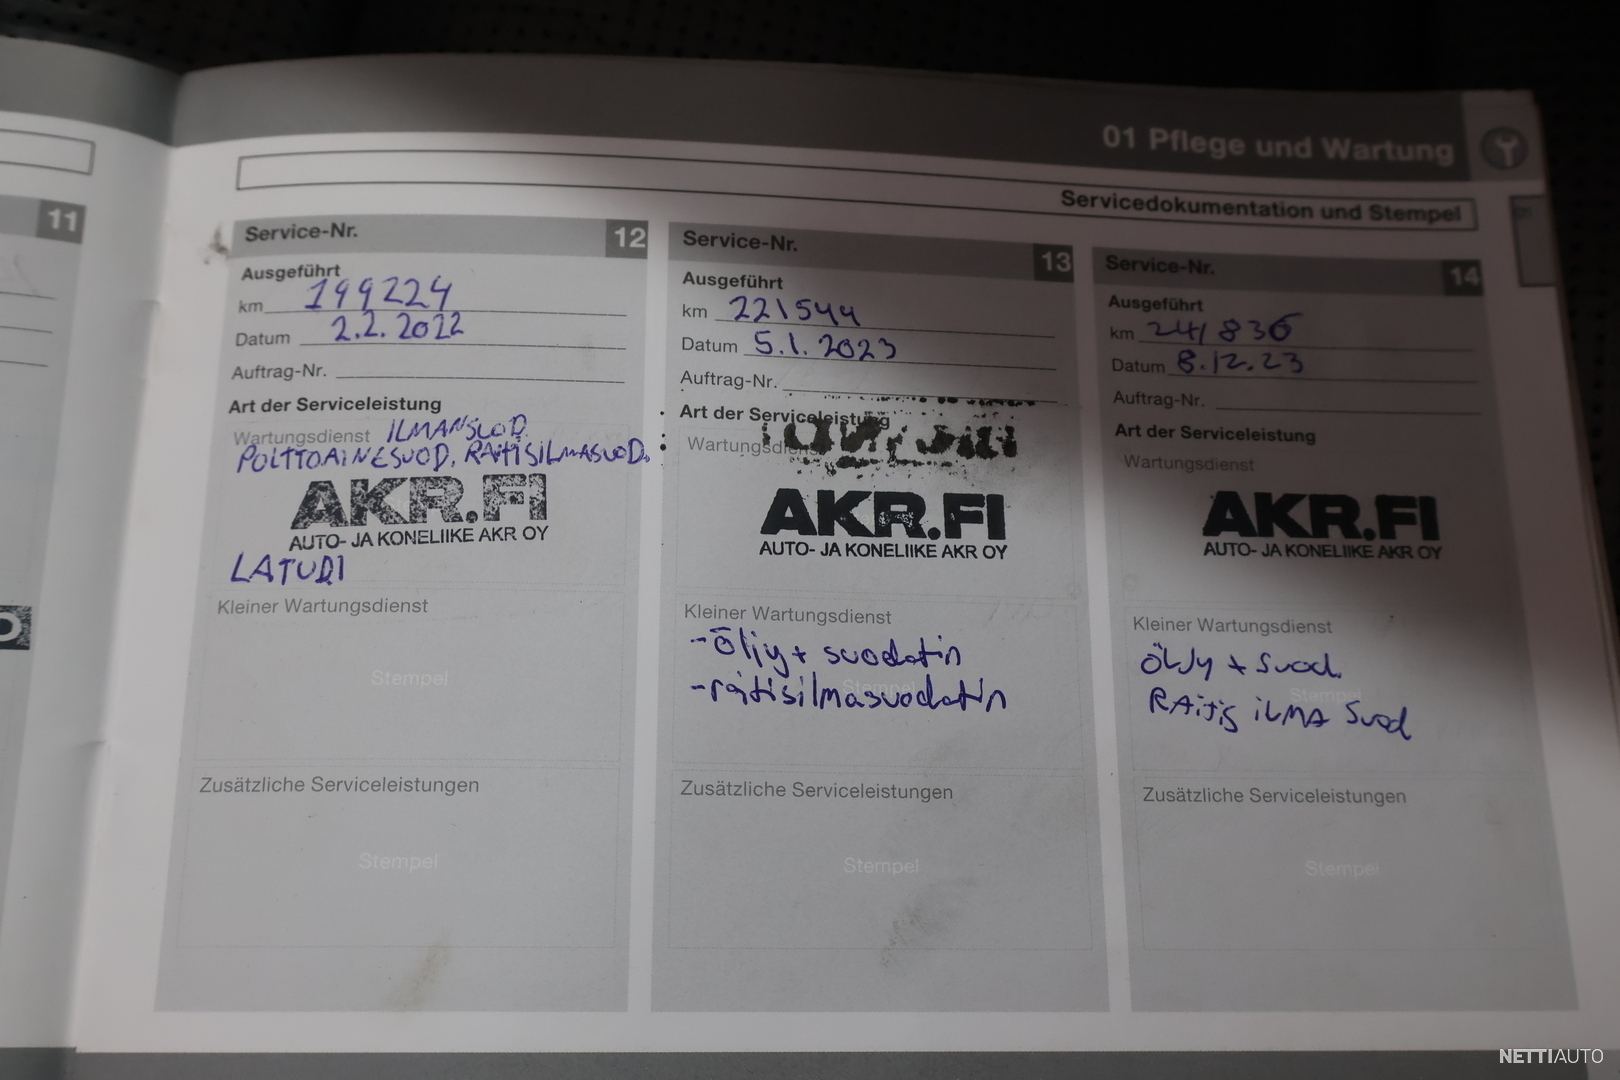 01 Pflege und Wartung
Servicedokumentation und Stempel
11
Service-Nr. 12
Ausgeführt
km 199224
Datum 2.2.2022
Auftrag-Nr.
Art der Serviceleistung
Wartungsdienst ILMANSUOD.
POLTTOAINESUOD, RAITISILMASUOD.
AKR.FI
AUTO- JA KONELIIKE AKR OY
LATUDI
Kleiner Wartungsdienst
Stempel
Zusätzliche Serviceleistungen
Stempel
Service-Nr. 13
Ausgeführt
km 221544
Datum 5.1.2023
Auftrag-Nr.
Art der Serviceleistung
Wartungsdienst
AKR.FI
AUTO- JA KONELIIKE AKR OY
Kleiner Wartungsdienst
-Öljy + suodatin
-raitisilmasuodatin
Stempel
Zusätzliche Serviceleistungen
Stempel
Service-Nr. 14
Ausgeführt
km 241836
Datum 8.12.23
Auftrag-Nr.
Art der Serviceleistung
Wartungsdienst
AKR.FI
AUTO- JA KONELIIKE AKR OY
Kleiner Wartungsdienst
ÖLJy + Suod.
RAitis iLMA Suod
Stempel
Zusätzliche Serviceleistungen
Stempel
NETTIAUTO